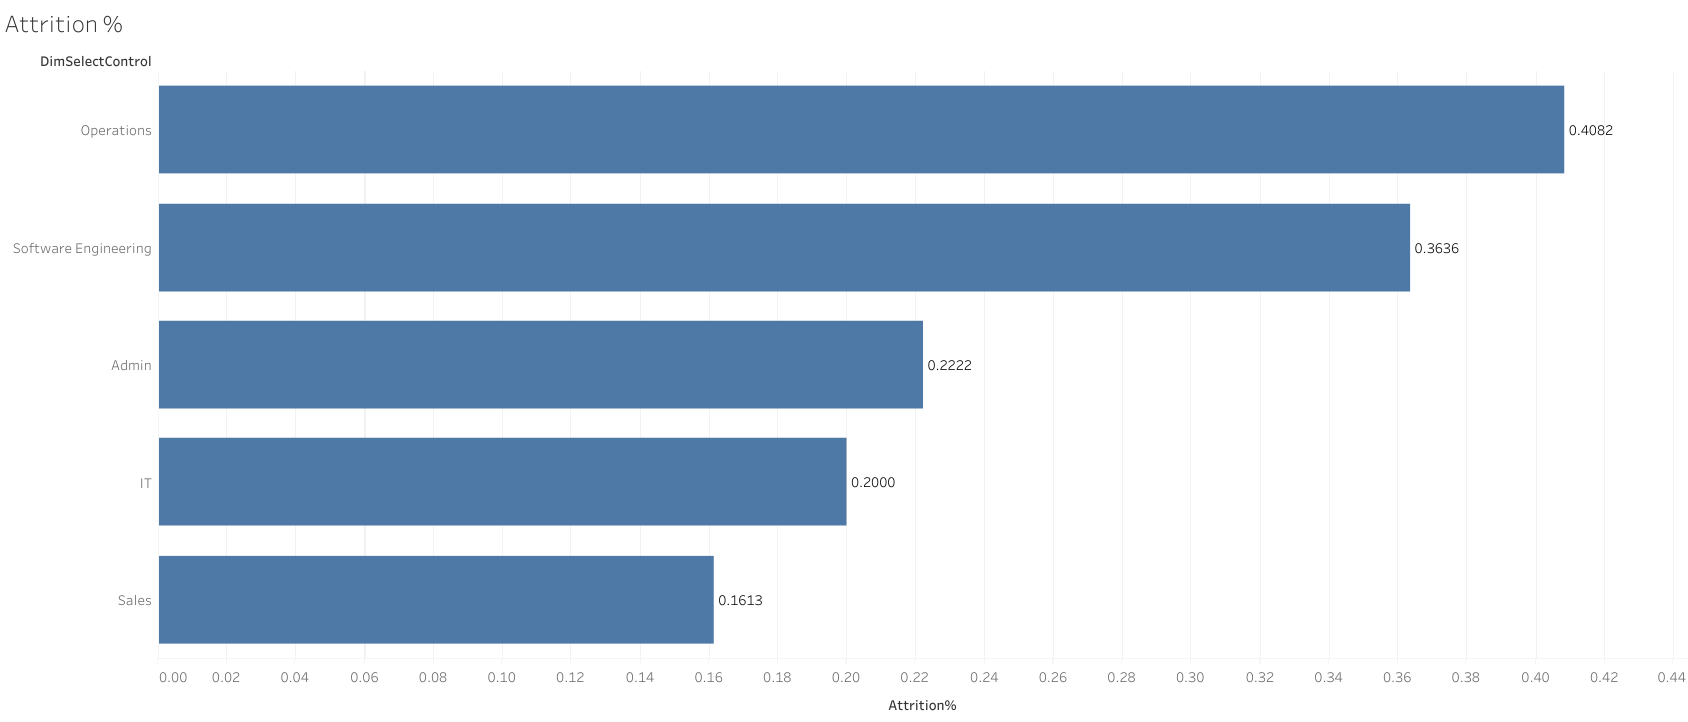 Attrition %
DimSelectControl
Operations
0.4082
Software Engineering
0.3636
Admin
0.2222
IT
0.2000
Sales
0.1613
0.00 0.02 0.04 0.06 0.08 0.10 0.12 0.14 0.16 0.18 0.20 0.22 0.24 0.26 0.28 0.30 0.32 0.34 0.36 0.38 0.40 0.42 0.44
Attrition%